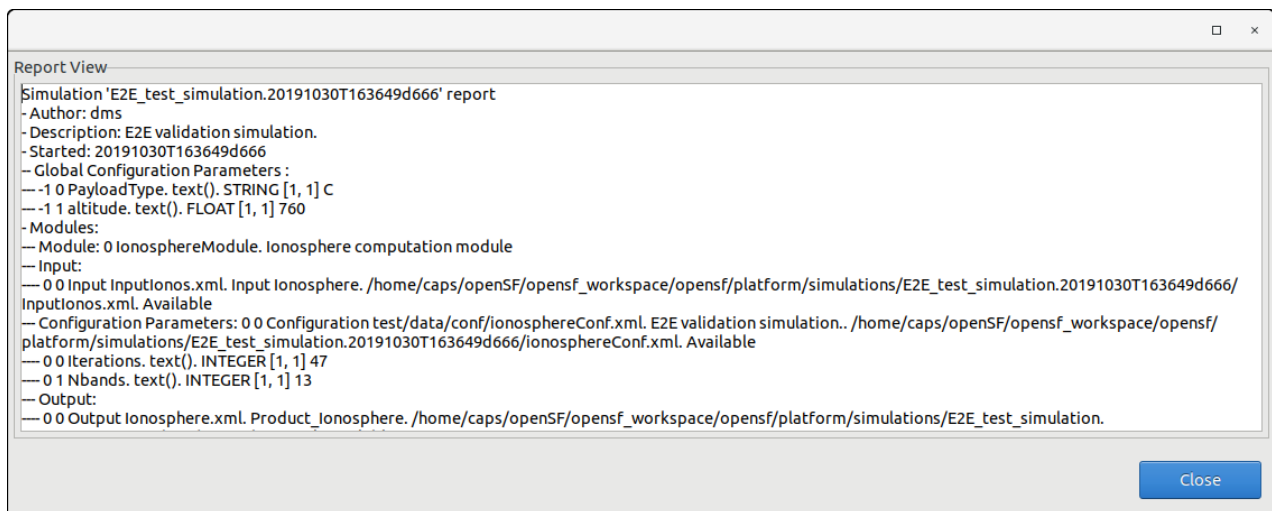 Report View
Simulation 'E2E_test_simulation.20191030T163649d666' report
- Author: dms
- Description: E2E validation simulation.
- Started: 20191030T163649d666
-- Global Configuration Parameters :
--- -1 0 PayloadType. text(). STRING [1, 1] C
--- -1 1 altitude. text(). FLOAT [1, 1] 760
- Modules:
--- Module: 0 IonosphereModule. Ionosphere computation module
--- Input:
---- 0 0 Input InputIonos.xml. Input Ionosphere. /home/caps/openSF/opensf_workspace/opensf/platform/simulations/E2E_test_simulation.20191030T163649d666/
InputIonos.xml. Available
--- Configuration Parameters: 0 0 Configuration test/data/conf/ionosphereConf.xml. E2E validation simulation.. /home/caps/openSF/opensf_workspace/opensf/
platform/simulations/E2E_test_simulation.20191030T163649d666/ionosphereConf.xml. Available
---- 0 0 Iterations. text(). INTEGER [1, 1] 47
---- 0 1 Nbands. text(). INTEGER [1, 1] 13
--- Output:
---- 0 0 Output Ionosphere.xml. Product_Ionosphere. /home/caps/openSF/opensf_workspace/opensf/platform/simulations/E2E_test_simulation.
Close